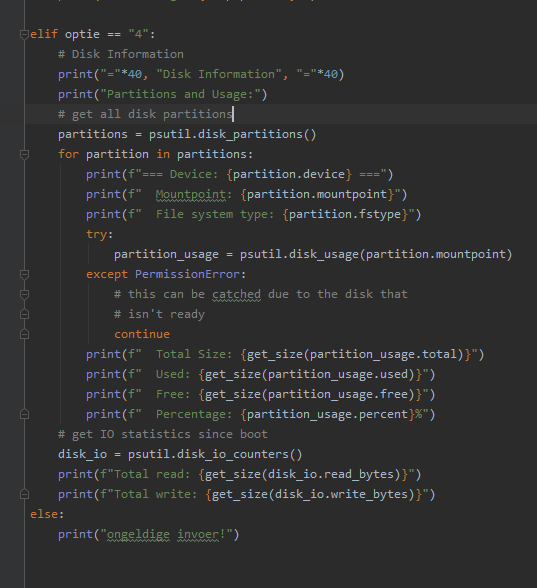 elif optie == "4":
    # Disk Information
    print("="*40, "Disk Information", "="*40)
    print("Partitions and Usage:")
    # get all disk partitions
    partitions = psutil.disk_partitions()
    for partition in partitions:
        print(f"=== Device: {partition.device} ===")
        print(f"  Mountpoint: {partition.mountpoint}")
        print(f"  File system type: {partition.fstype}")
        try:
            partition_usage = psutil.disk_usage(partition.mountpoint)
        except PermissionError:
            # this can be catched due to the disk that
            # isn't ready
            continue
        print(f"  Total Size: {get_size(partition_usage.total)}")
        print(f"  Used: {get_size(partition_usage.used)}")
        print(f"  Free: {get_size(partition_usage.free)}")
        print(f"  Percentage: {partition_usage.percent}%")
    # get IO statistics since boot
    disk_io = psutil.disk_io_counters()
    print(f"Total read: {get_size(disk_io.read_bytes)}")
    print(f"Total write: {get_size(disk_io.write_bytes)}")
else:
    print("ongeldige invoer!")